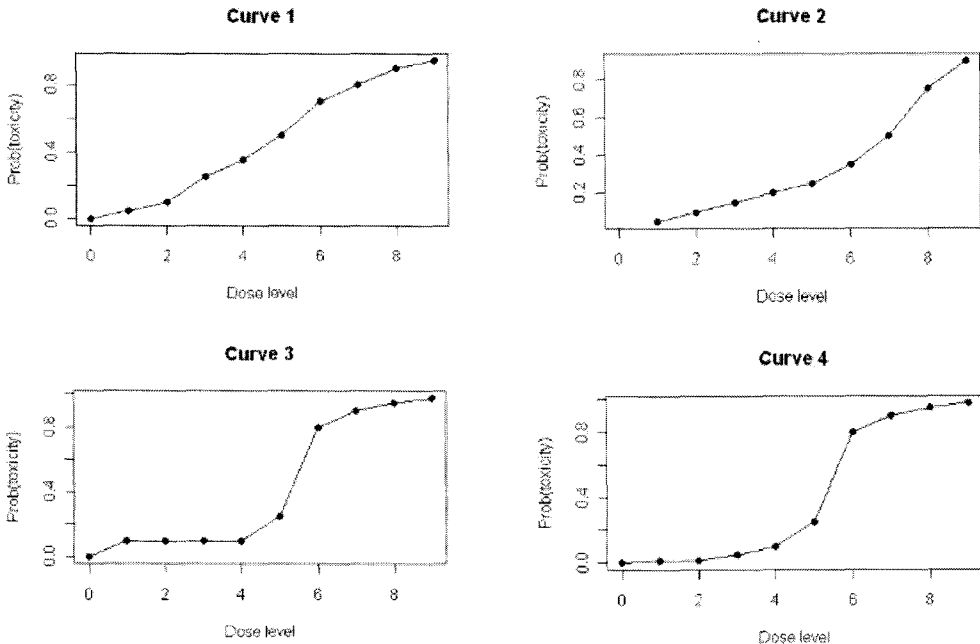 Curve 1
Prob(toxicity)
0.0 0.4 0.8
0 2 4 6 8
Dose level
Curve 2
Prob(toxicity)
0.2 0.4 0.6 0.8
0 2 4 6 8
Dose level
Curve 3
Prob(toxicity)
0.0 0.4 0.8
0 2 4 6 8
Dose level
Curve 4
Prob(toxicity)
0.0 0.4 0.8
0 2 4 6 8
Dose level